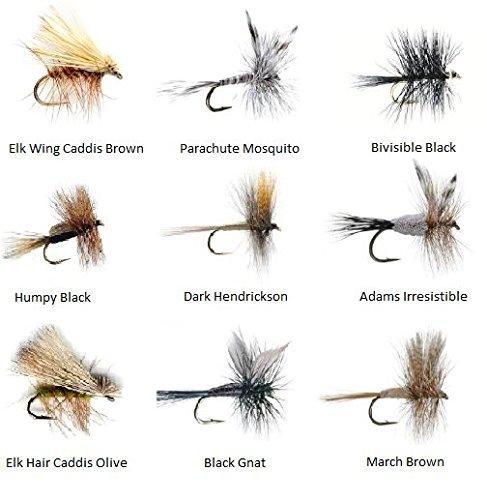 Elk Wing Caddis Brown
Parachute Mosquito
Bivisible Black
Humpy Black
Dark Hendrickson
Adams Irresistible
Elk Hair Caddis Olive
Black Gnat
March Brown